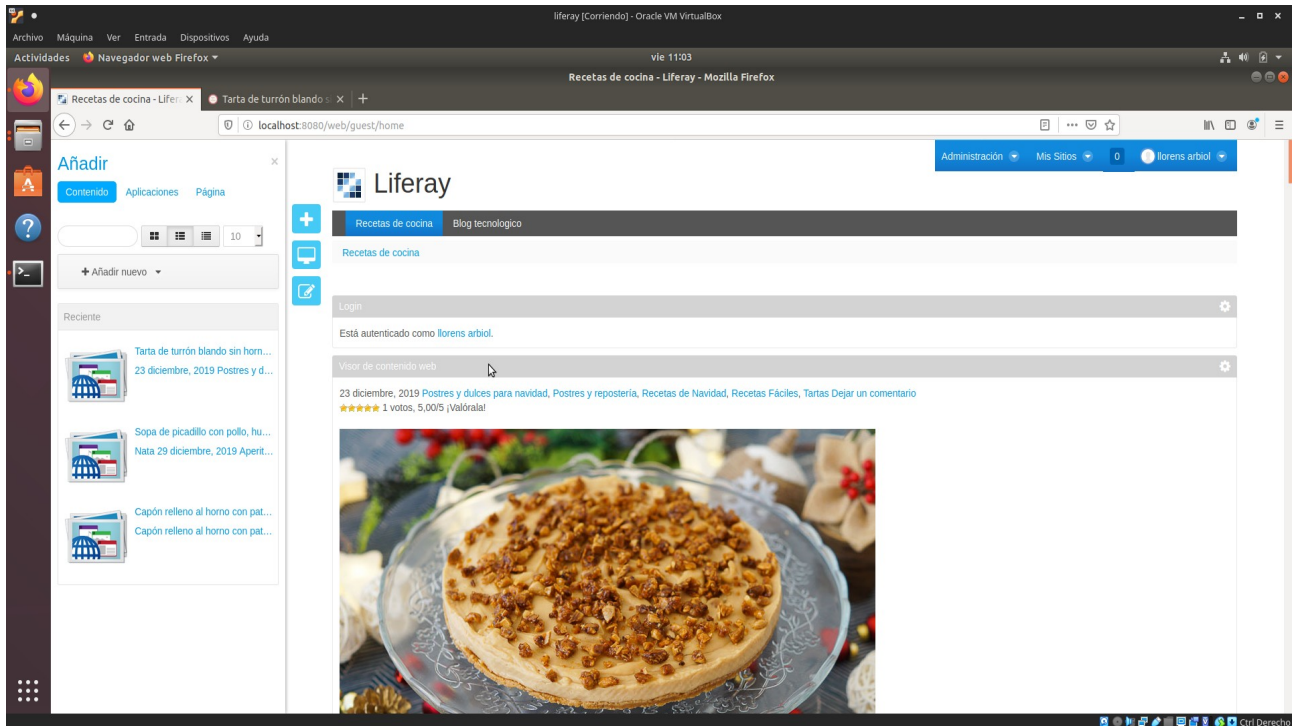 liferay [Corriendo] - Oracle VM VirtualBox
Archivo Máquina Ver Entrada Dispositivos Ayuda
Actividades Navegador web Firefox vie 11:03
Recetas de cocina - Liferay - Mozilla Firefox
Recetas de cocina - Lifer Tarta de turrón blando s
localhost:8080/web/guest/home
Añadir
Contenido Aplicaciones Página
10
Añadir nuevo
Reciente
Tarta de turrón blando sin horn...
23 diciembre, 2019 Postres y d...
Sopa de picadillo con pollo, hu...
Nata 29 diciembre, 2019 Aperit...
Capón relleno al horno con pat...
Capón relleno al horno con pat...
Administración Mis Sitios 0 llorens arbiol
Liferay
Recetas de cocina Blog tecnologico
Recetas de cocina
Login
Está autenticado como llorens arbiol.
Visor de contenido web
23 diciembre, 2019 Postres y dulces para navidad, Postres y repostería, Recetas de Navidad, Recetas Fáciles, Tartas Dejar un comentario
1 votos, 5,00/5 ¡Valórala!
Ctrl Derecho